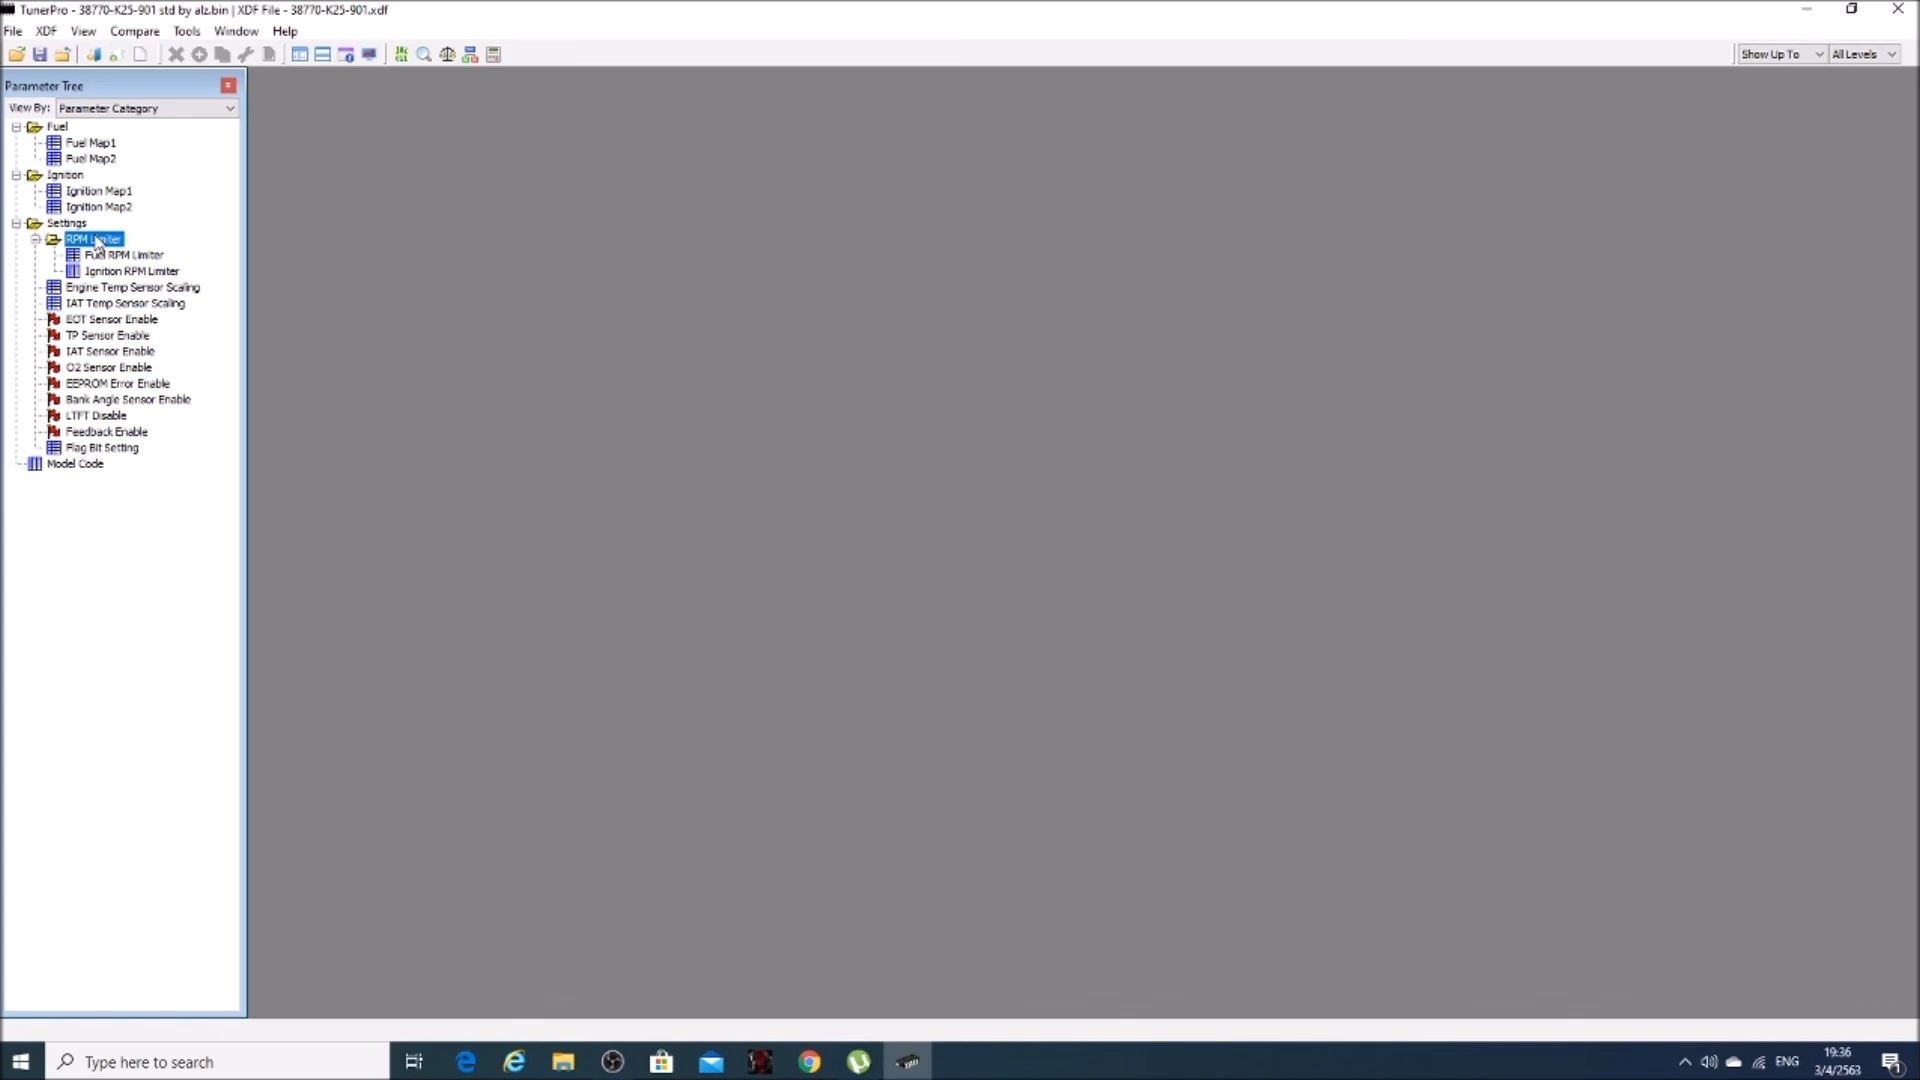 TunerPro - 38770-K25-901 std by alz.bin | XDF File - 38770-K25-901.xdf
File XDF View Compare Tools Window Help
Show Up To All Levels
Parameter Tree
View By: Parameter Category
Fuel
Fuel Map1
Fuel Map2
Ignition
Ignition Map1
Ignition Map2
Settings
RPM Limiter
Fuel RPM Limiter
Ignition RPM Limiter
Engine Temp Sensor Scaling
IAT Temp Sensor Scaling
EOT Sensor Enable
TP Sensor Enable
IAT Sensor Enable
O2 Sensor Enable
EEPROM Error Enable
Bank Angle Sensor Enable
LTFT Disable
Feedback Enable
Flag Bit Setting
Model Code
Type here to search
ENG
19:36
3/4/2563
1